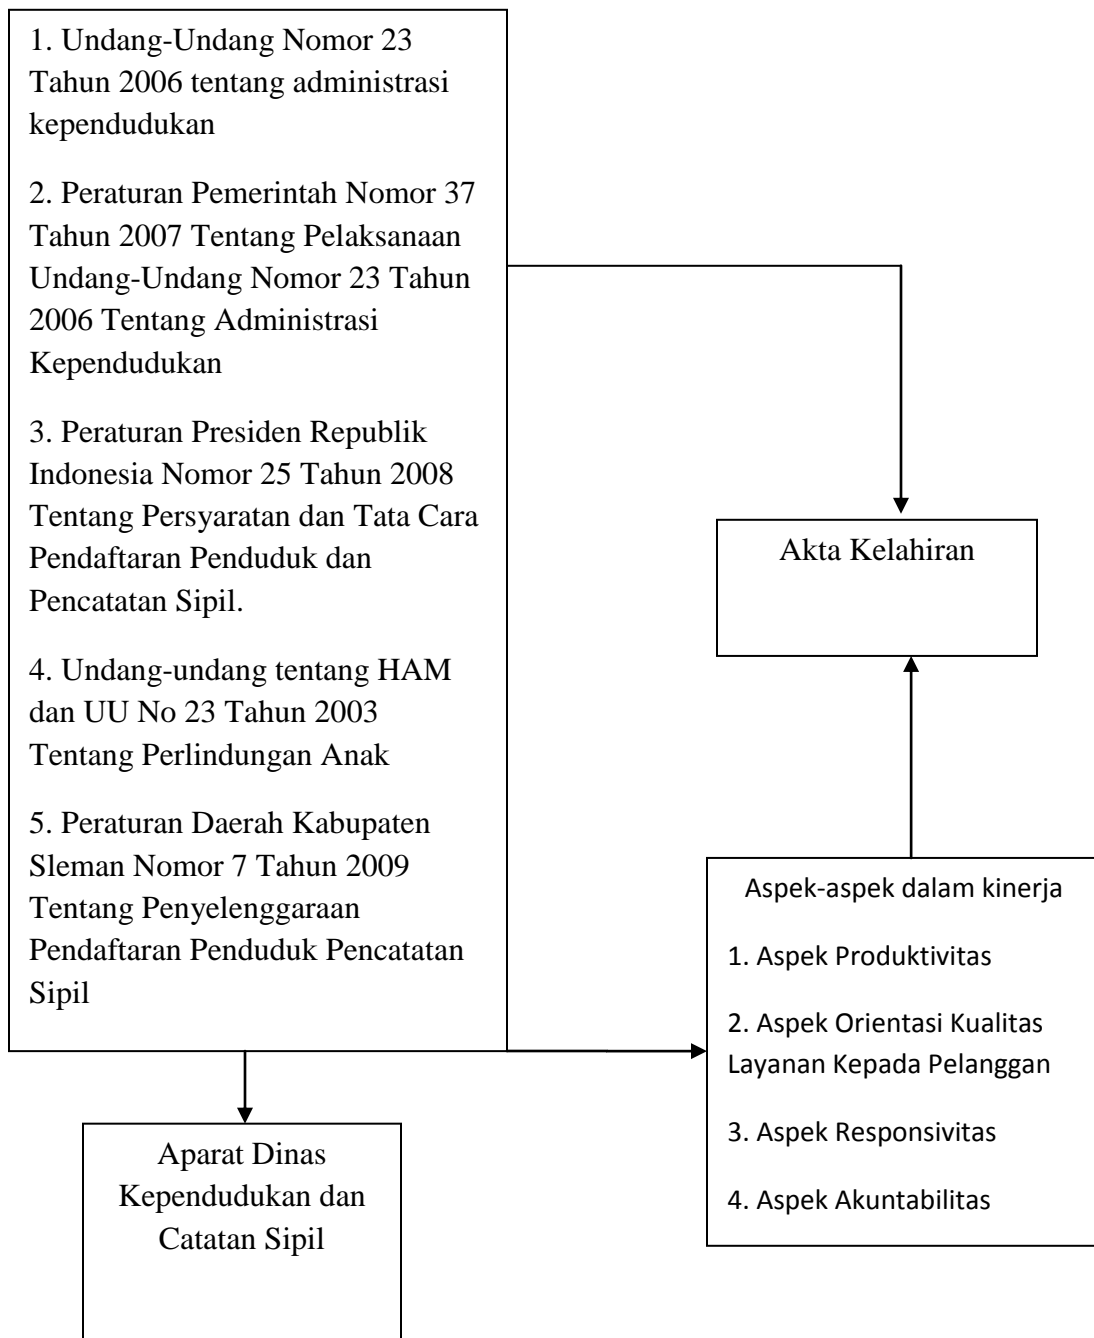 1. Undang-Undang Nomor 23
Tahun 2006 tentang administrasi
kependudukan
2. Peraturan Pemerintah Nomor 37
Tahun 2007 Tentang Pelaksanaan
Undang-Undang Nomor 23 Tahun
2006 Tentang Administrasi
Kependudukan
3. Peraturan Presiden Republik
Indonesia Nomor 25 Tahun 2008
Tentang Persyaratan dan Tata Cara
Pendaftaran Penduduk dan
Pencatatan Sipil.
4. Undang-undang tentang HAM
dan UU No 23 Tahun 2003
Tentang Perlindungan Anak
5. Peraturan Daerah Kabupaten
Sleman Nomor 7 Tahun 2009
Tentang Penyelenggaraan
Pendaftaran Penduduk Pencatatan
Sipil
Akta Kelahiran
Aspek-aspek dalam kinerja
1. Aspek Produktivitas
2. Aspek Orientasi Kualitas
Layanan Kepada Pelanggan
3. Aspek Responsivitas
4. Aspek Akuntabilitas
Aparat Dinas
Kependudukan dan
Catatan Sipil